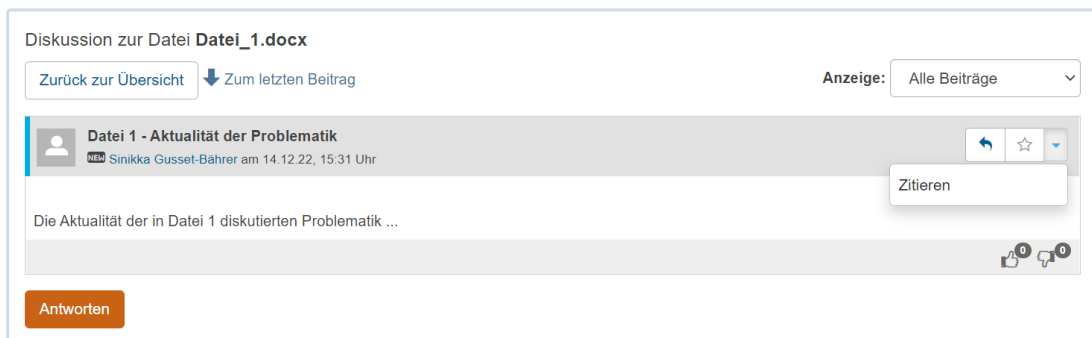 Diskussion zur Datei Datei_1.docx
Zurück zur Übersicht Zum letzten Beitrag Anzeige: Alle Beiträge
Datei 1 - Aktualität der Problematik
NEW Sinikka Gusset-Bährer am 14.12.22, 15:31 Uhr
Zitieren
Die Aktualität der in Datei 1 diskutierten Problematik ...
0 0
Antworten